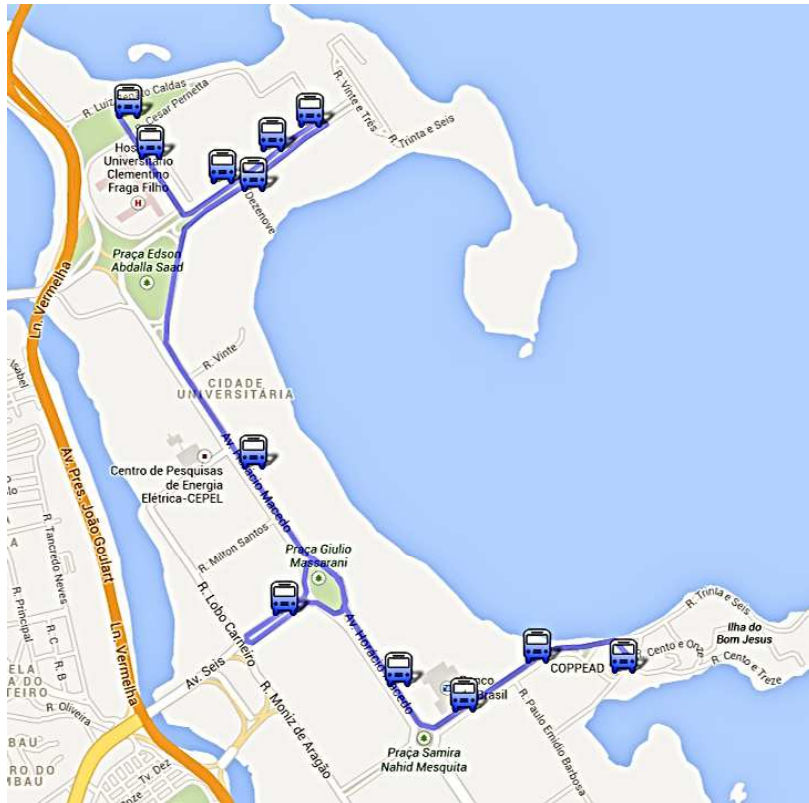 R. Luiz
Caldas
R. Cesar Pernetta
R. Vinte e Três
R. Trinta e Seis
Universitário
Clementino
Fraga Filho
H
Dezenove
Praça Edson
Abdalla Saad
Ln. Vermelha
R. Vinte
CIDADE
UNIVERSITÁRIA
Isabel
Av. Horácio Macedo
Centro de Pesquisas
de Energia
Elétrica-CEPEL
Av. Pres. João Goulart
R. Tancredo Neves
R. Milton Santos
Praça Giulio
Massarani
R. Lobo Carneiro
R. Principal
R. C
R. B
Ln. Vermelha
Av. Horácio Macedo
R. Trinta e Seis
Ilha do
Bom Jesus
R. Cento e Onze
R. Cento e Treze
COPPEAD
Av. Seis
R. Oliveira
R. Moniz de Aragão
Brasil
R. Paulo Emidio Barbosa
Praça Samira
Nahid Mesquita
Tv. Dez
Onze